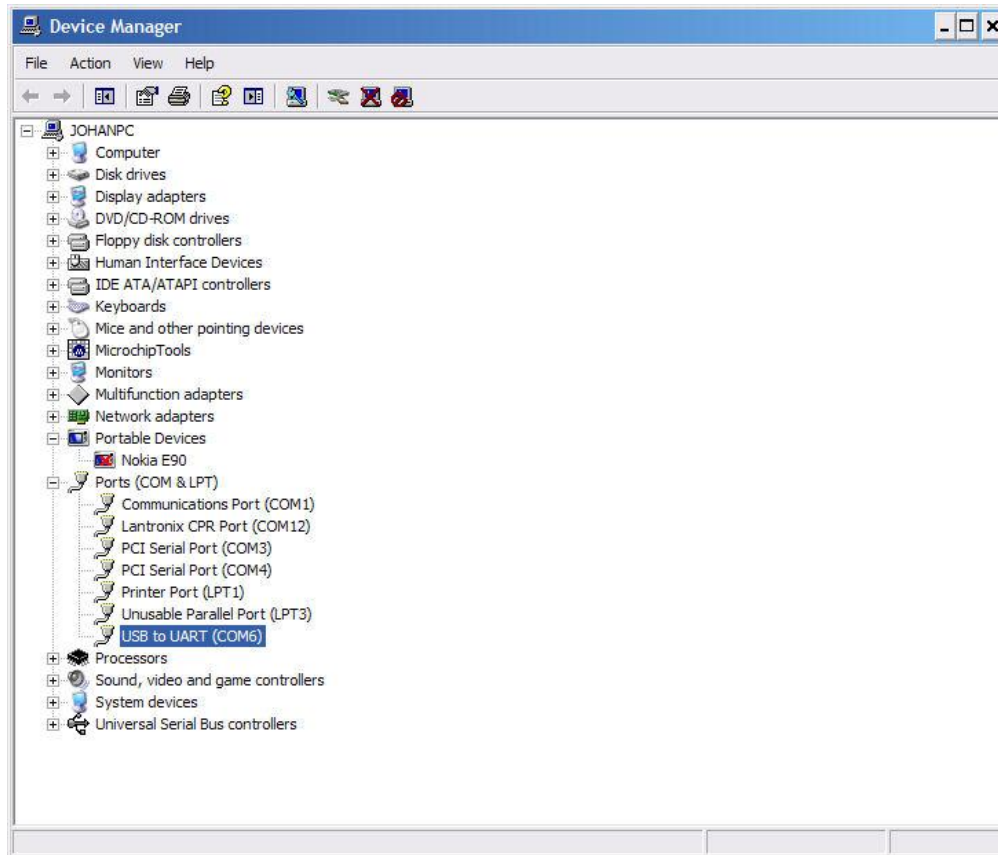 Device Manager
File Action View Help
JOHANPC
Computer
Disk drives
Display adapters
DVD/CD-ROM drives
Floppy disk controllers
Human Interface Devices
IDE ATA/ATAPI controllers
Keyboards
Mice and other pointing devices
MicrochipTools
Monitors
Multifunction adapters
Network adapters
Portable Devices
Nokia E90
Ports (COM & LPT)
Communications Port (COM1)
Lantronix CPR Port (COM12)
PCI Serial Port (COM3)
PCI Serial Port (COM4)
Printer Port (LPT1)
Unusable Parallel Port (LPT3)
USB to UART (COM6)
Processors
Sound, video and game controllers
System devices
Universal Serial Bus controllers